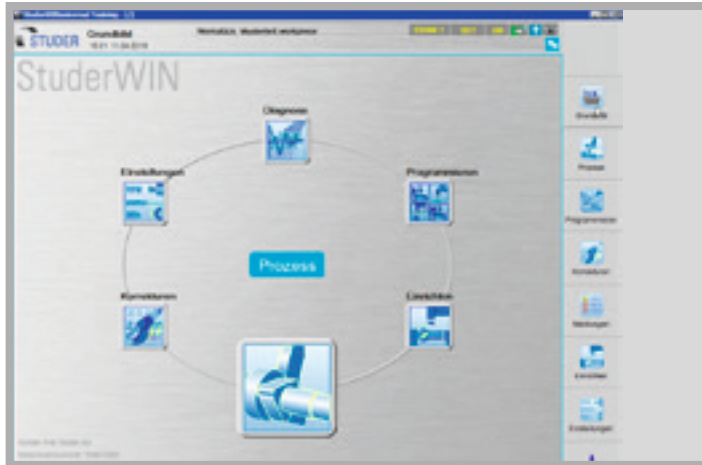 STUDER Grundbild
StuderWIN
Diagnose
Einstellungen
Programmieren
Prozess
Korrekturen
Einrichten
Grundbild
Prozess
Programmieren
Korrekturen
Meldungen
Einrichten
Einstellungen